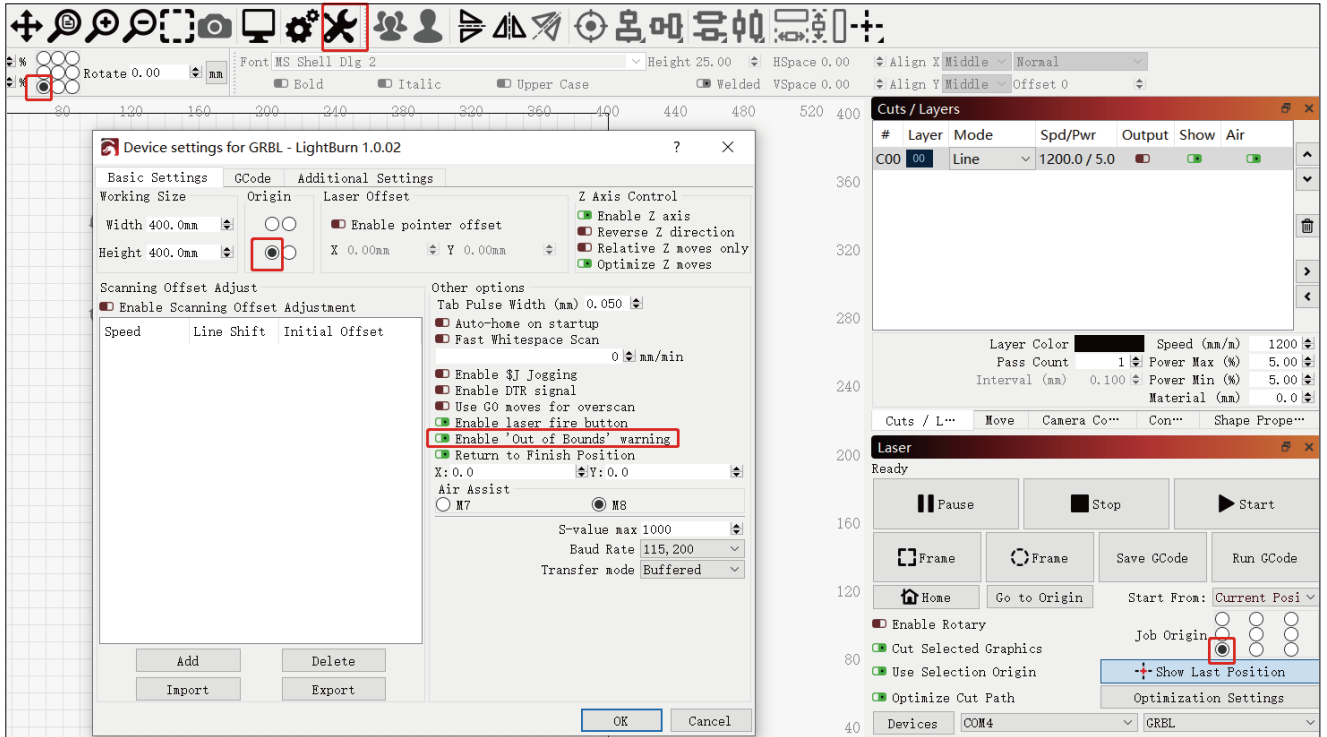 Font MS Shell Dlg 2 Height 25.00 HSpace 0.00 Align X Middle Normal
% Rotate 0.00 mm
% Bold Italic Upper Case Welded VSpace 0.00 Align Y Middle Offset 0
80 120 160 200 240 280 320 360 400 440 480 520 400
Device settings for GRBL - LightBurn 1.0.02 ? ×
Basic Settings GCode Additional Settings
Working Size Origin Laser Offset Z Axis Control
Width 400.0mm Enable pointer offset Enable Z axis
Reverse Z direction
Height 400.0mm X 0.00mm Y 0.00mm Relative Z moves only
Optimize Z moves
Scanning Offset Adjust Other options
Enable Scanning Offset Adjustment Tab Pulse Width (mm) 0.050
Speed Line Shift Initial Offset Auto-home on startup
Fast Whitespace Scan
0 mm/min
Enable $J Jogging
Enable DTR signal
Use G0 moves for overscan
Enable laser fire button
Enable 'Out of Bounds' warning
Return to Finish Position
X:0.0 Y:0.0
Air Assist
M7 M8
S-value max 1000
Baud Rate 115,200
Transfer mode Buffered
Add Delete
Import Export
OK Cancel
360
320
280
240
200
160
120
80
40
Cuts / Layers
# Layer Mode Spd/Pwr Output Show Air
C00 00 Line 1200.0 / 5.0
Layer Color Speed (mm/m) 1200
Pass Count 1 Power Max (%) 5.00
Interval (mm) 0.100 Power Min (%) 5.00
Material (mm) 0.0
Cuts / L··· Move Camera Co··· Con··· Shape Prope···
Laser
Ready
Pause Stop Start
Frame Frame Save GCode Run GCode
Home Go to Origin Start From: Current Posi
Enable Rotary
Job Origin
Cut Selected Graphics
Use Selection Origin Show Last Position
Optimize Cut Path Optimization Settings
Devices COM4 GRBL